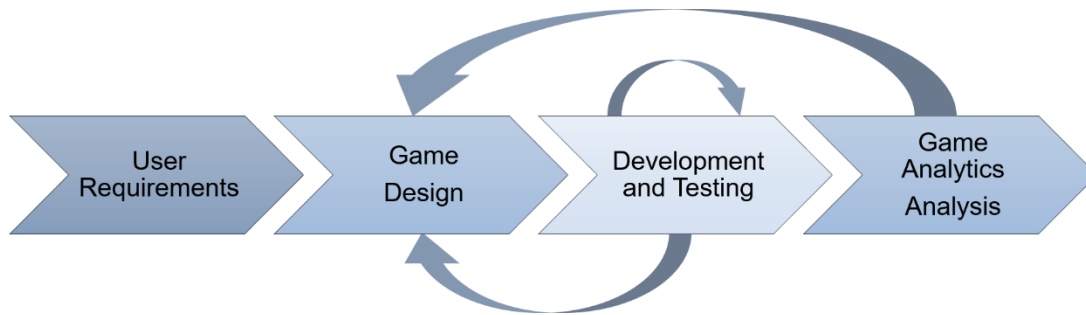 User
Requirements
Game
Design
Development
and Testing
Game
Analytics
Analysis